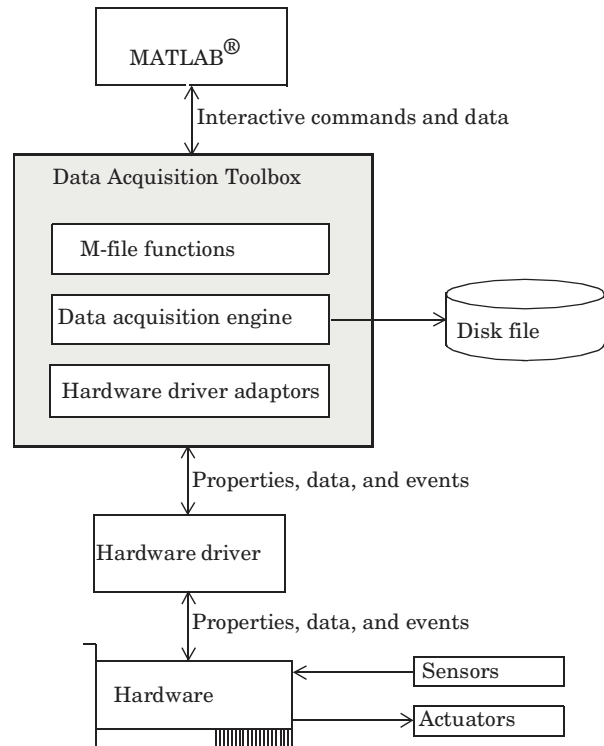 MATLAB®
Interactive commands and data
Data Acquisition Toolbox
M-file functions
Data acquisition engine
Disk file
Hardware driver adaptors
Properties, data, and events
Hardware driver
Properties, data, and events
Sensors
Hardware
Actuators